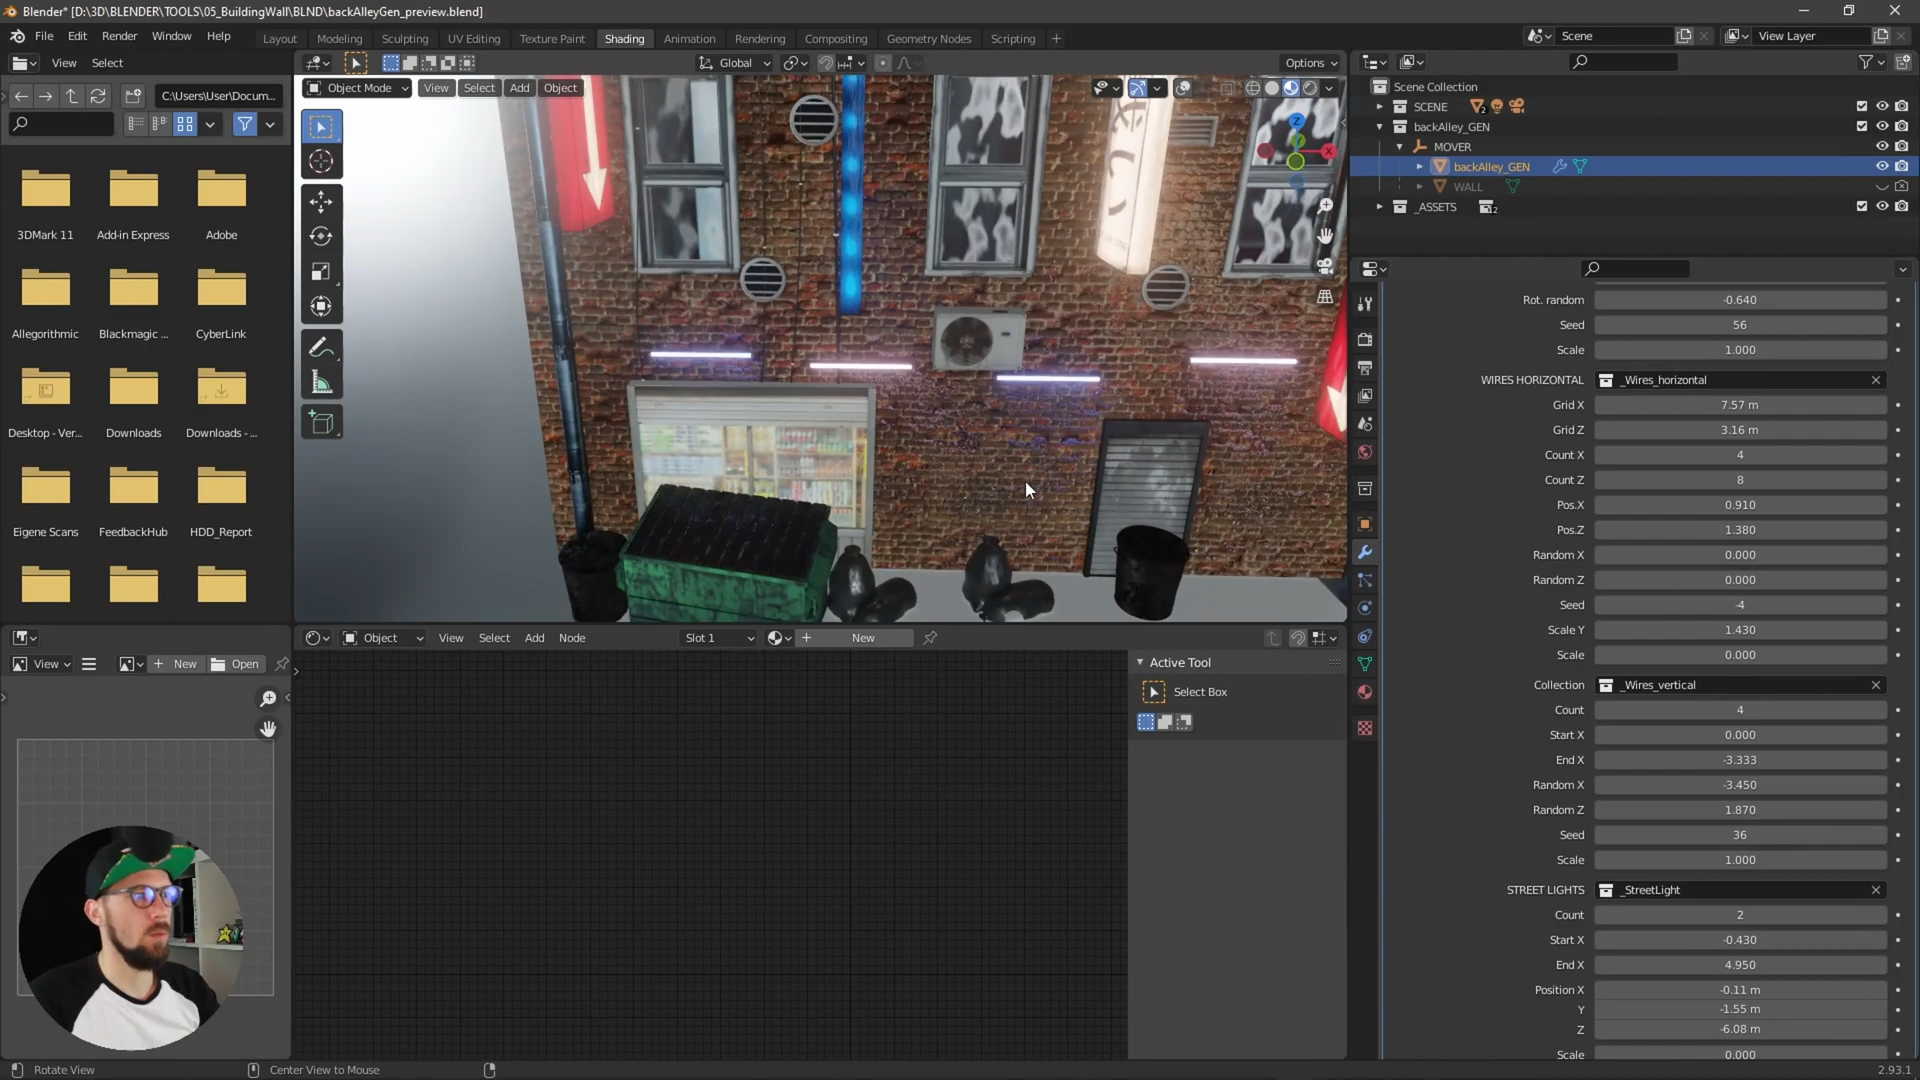 Blender* [D:\3D\BLENDER\TOOLS\05_BuildingWall\BLND\backAlleyGen_preview.blend]
File Edit Render Window Help
Layout Modeling Sculpting UV Editing Texture Paint Shading Animation Rendering Compositing Geometry Nodes Scripting +
Scene
View Layer
View Select
Global
Options
C:\Users\User\Docum...
Object Mode View Select Add Object
Scene Collection
SCENE
2
backAlley_GEN
MOVER
backAlley_GEN
WALL
_ASSETS
12
Z
X
3DMark 11
Add-in Express
Adobe
Allegorithmic
Blackmagic ...
CyberLink
Desktop - Ver...
Downloads
Downloads - ...
Eigene Scans
FeedbackHub
HDD_Report
Rot. random -0.640
Seed 56
Scale 1.000
WIRES HORIZONTAL _Wires_horizontal
Grid X 7.57 m
Grid Z 3.16 m
Count X 4
Count Z 8
Pos.X 0.910
Pos.Z 1.380
Random X 0.000
Random Z 0.000
Seed -4
Scale Y 1.430
Scale 0.000
Collection _Wires_vertical
Count 4
Start X 0.000
End X -3.333
Random X -3.450
Random Z 1.870
Seed 36
Scale 1.000
STREET LIGHTS _StreetLight
Count 2
Start X -0.430
End X 4.950
Position X -0.11 m
Y -1.55 m
Z -6.08 m
Scale 0.000
Object View Select Add Node Slot 1 + New
View + New Open
Active Tool
Select Box
Rotate View
Center View to Mouse
2.93.1